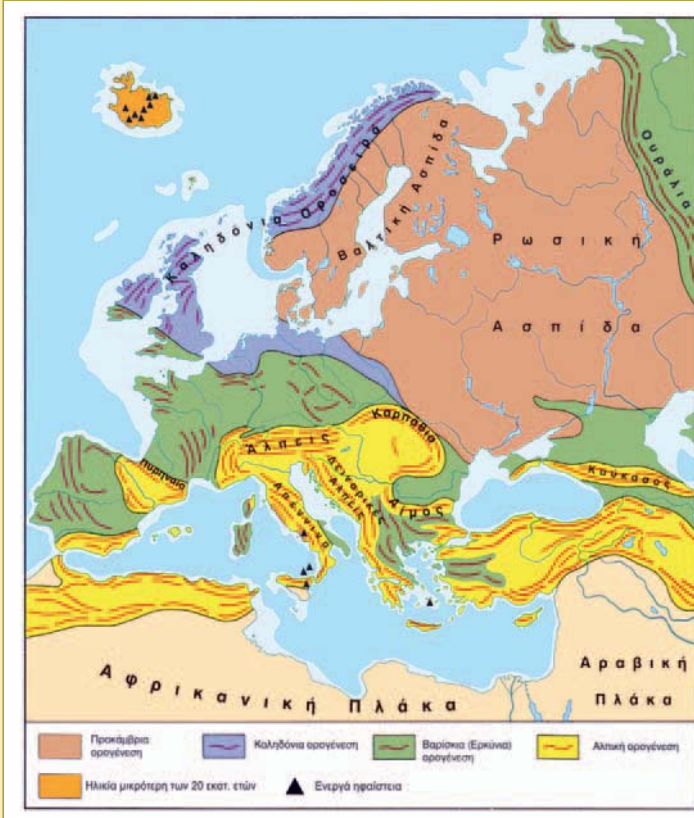 Ουράλια
Καληδόνια Οροσειρά
Βαλτική Ασπίδα
Ρωσική
Ασπίδα
Καρπάθια
Άλπεις
Πυρηναία
Δειναρικές
Άλπεις
Απέννινα
Αίμος
Καύκασος
Αφρικανική Πλάκα
Αραβική
Πλάκα
Προκάμβρια
ορογένεση
Καληδόνια ορογένεση
Βαρίσκια (Ερκύνια)
ορογένεση
Αλπική ορογένεση
Ηλικία μικρότερη των 20 εκατ. ετών
Ενεργά ηφαίστεια